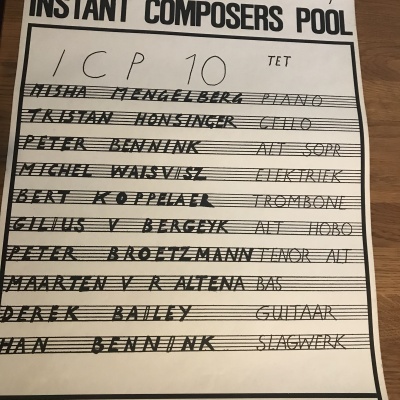 INSTANT COMPOSERS POOL
ICP 10 TET
MISHA MENGELBERG PIANO
TRISTAN HONSINGER CELLO
PETER BENNINK ALT SOPR
MICHEL WAISVISZ ELEKTRIEK
BERT KOPPELAER TROMBONE
GILIUS V BERGEYK ALT HOBO
PETER BROETZMANN TENOR ALT
MAARTEN V R ALTENA BAS
DEREK BAILEY GUITAAR
HAN BENNINK SLAGWERK